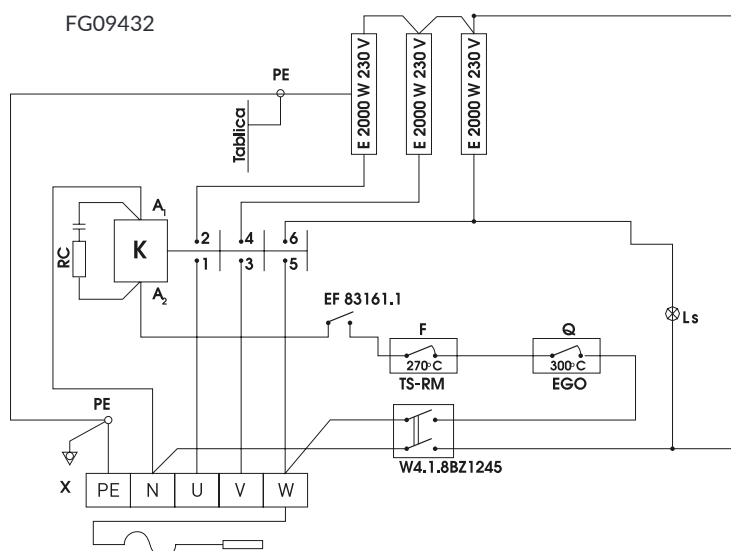 FG09432
PE
Tablica
E 2000 W 230 V
E 2000 W 230 V
E 2000 W 230 V
A1
K
RC
A2
2 4 6
1 3 5
EF 83161.1
F
270°C
TS-RM
Q
300°C
EGO
Ls
PE
W4.1.8BZ1245
X PE N U V W